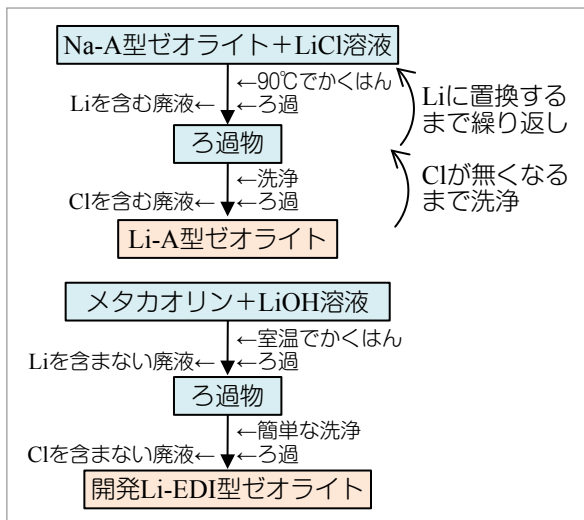 Na-A型ゼオライト＋LiCl溶液
←90℃でかくはん
Liを含む廃液← ←ろ過
Liに置換する
まで繰り返し
ろ過物
←洗浄
Clを含む廃液← ←ろ過
Clが無くなる
まで洗浄
Li-A型ゼオライト
メタカオリン＋LiOH溶液
←室温でかくはん
Liを含まない廃液← ←ろ過
ろ過物
←簡単な洗浄
Clを含まない廃液← ←ろ過
開発Li-EDI型ゼオライト